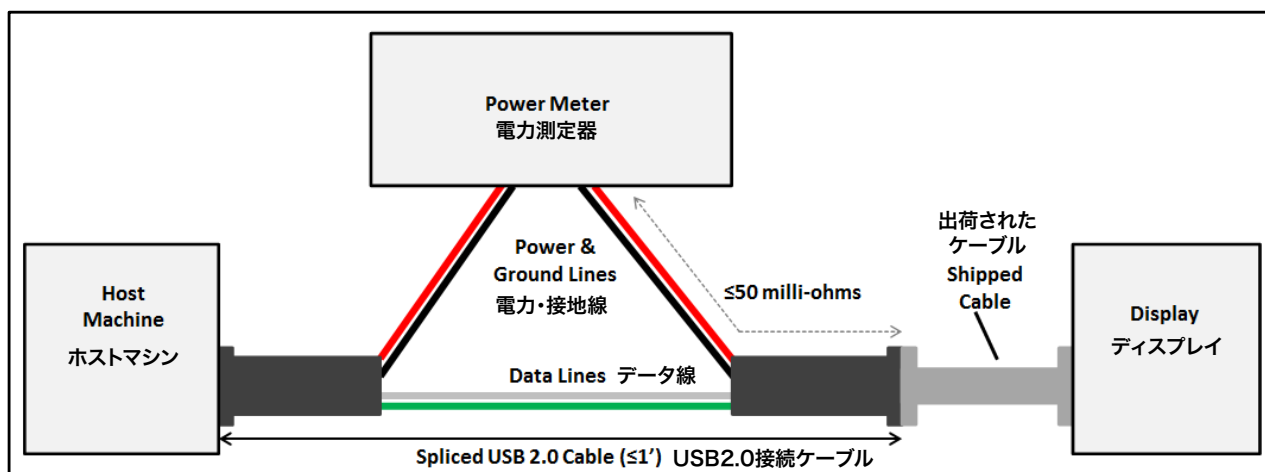 Power Meter
電力測定器
Host
Machine
ホストマシン
Power &
Ground Lines
電力・接地線
≤50 milli-ohms
出荷された
ケーブル
Shipped
Cable
Display
ディスプレイ
Data Lines データ線
Spliced USB 2.0 Cable (≤1’) USB2.0接続ケーブル